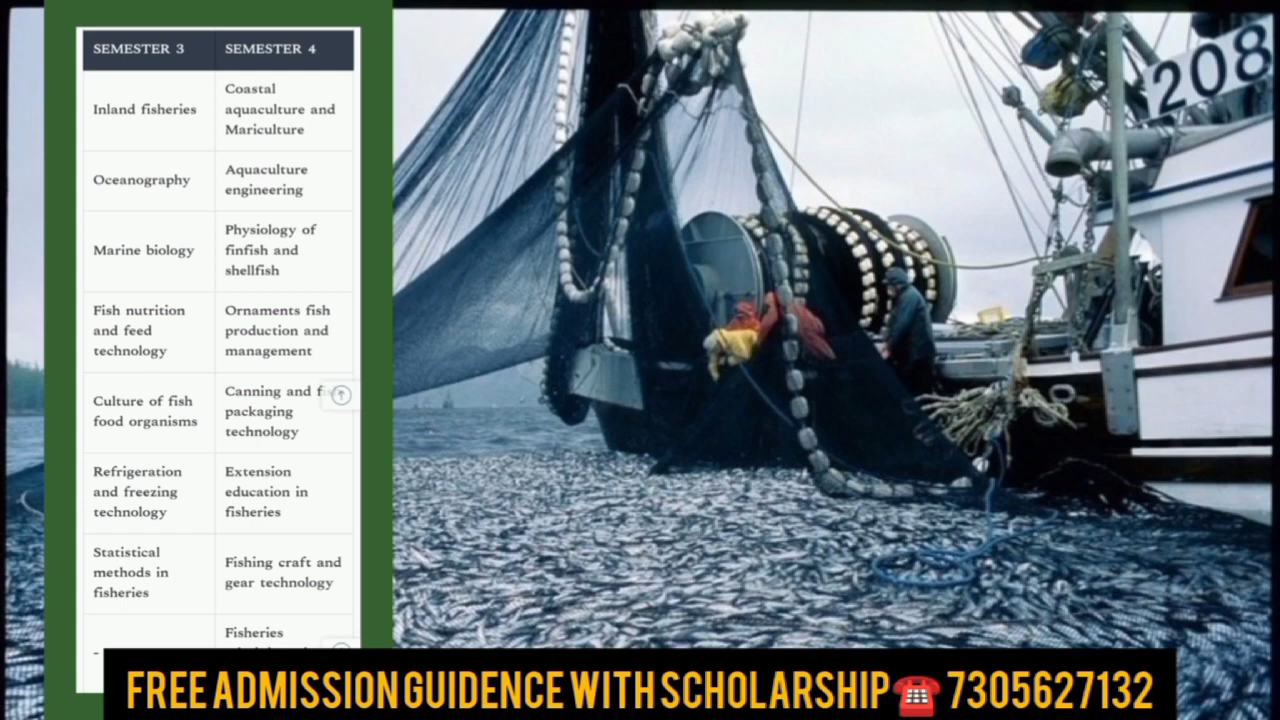 SEMESTER 3
SEMESTER 4
Inland fisheries
Coastal
aquaculture and
Mariculture
Oceanography
Aquaculture
engineering
Marine biology
Physiology of
finfish and
shellfish
Fish nutrition
and feed
technology
Ornaments fish
production and
management
Culture of fish
food organisms
Canning and
packaging
technology
Refrigeration
and freezing
technology
Extension
education in
fisheries
Statistical
methods in
fisheries
Fishing craft and
gear technology
-
Fisheries
208
FREE ADMISSION GUIDENCE WITH SCHOLARSHIP☎️ 7305627132